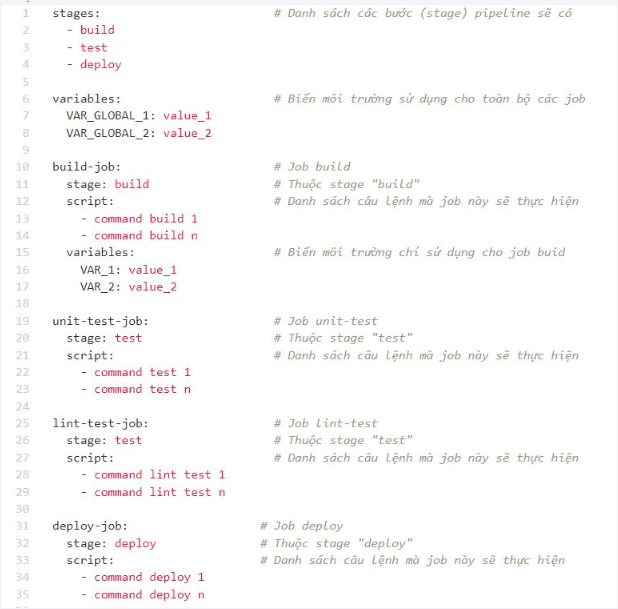 1 stages: # Danh sách các bước (stage) pipeline sẽ có
2 - build
3 - test
4 - deploy
5
6 variables: # Biến môi trường sử dụng cho toàn bộ các job
7 VAR_GLOBAL_1: value_1
8 VAR_GLOBAL_2: value_2
9
10 build-job: # Job build
11 stage: build # Thuộc stage "build"
12 script: # Danh sách câu lệnh mà job này sẽ thực hiện
13 - command build 1
14 - command build n
15 variables: # Biến môi trường chỉ sử dụng cho job buid
16 VAR_1: value_1
17 VAR_2: value_2
18
19 unit-test-job: # Job unit-test
20 stage: test # Thuộc stage "test"
21 script: # Danh sách câu lệnh mà job này sẽ thực hiện
22 - command test 1
23 - command test n
24
25 lint-test-job: # Job lint-test
26 stage: test # Thuộc stage "test"
27 script: # Danh sách câu lệnh mà job này sẽ thực hiện
28 - command lint test 1
29 - command lint test n
30
31 deploy-job: # Job deploy
32 stage: deploy # Thuộc stage "deploy"
33 script: # Danh sách câu lệnh mà job này sẽ thực hiện
34 - command deploy 1
35 - command deploy n